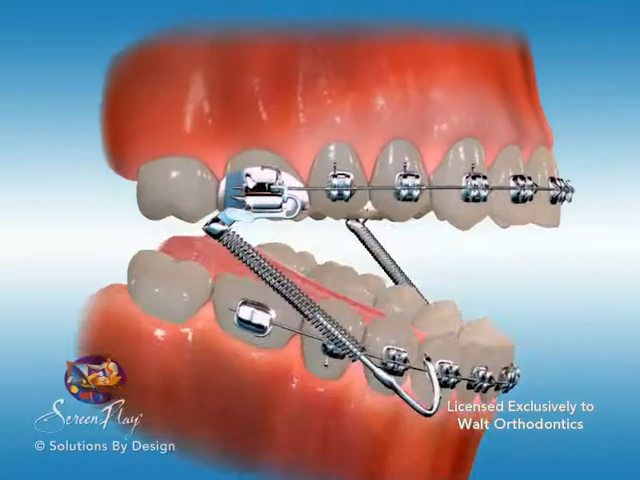 ScreenPlay
© Solutions By Design
Licensed Exclusively to
Walt Orthodontics